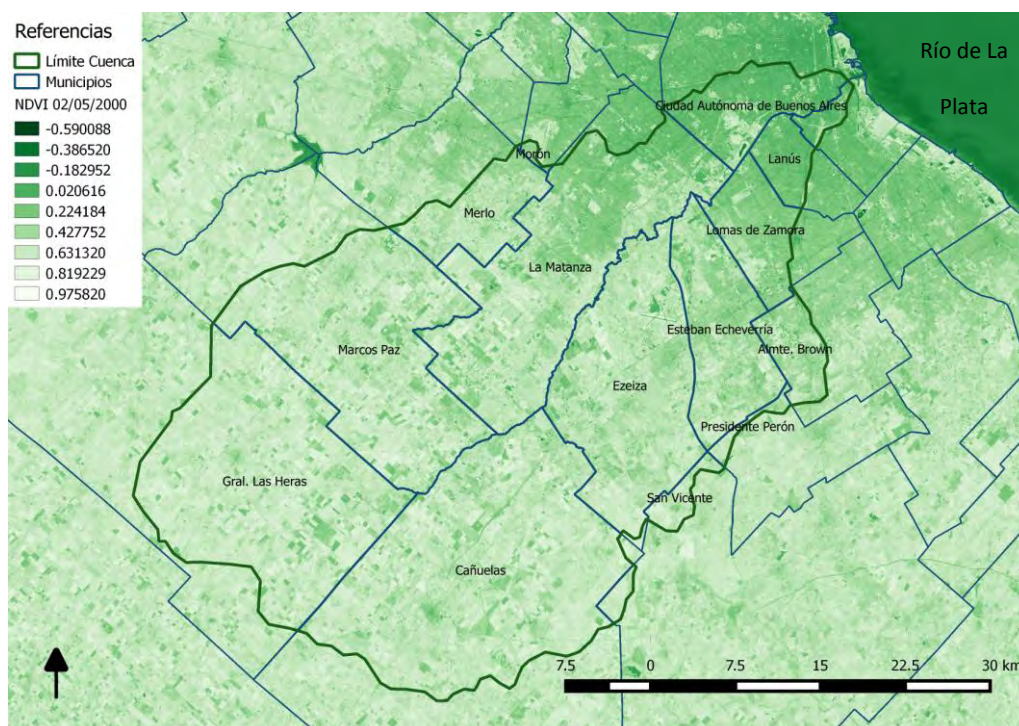 Referencias
Límite Cuenca
Municipios
NDVI 02/05/2000
-0.590088
-0.386520
-0.182952
0.020616
0.224184
0.427752
0.631320
0.819229
0.975820
Río de La
Plata
Ciudad Autónoma de Buenos Aires
Morón
Lanús
Merlo
Lomas de Zamora
La Matanza
Esteban Echeverría
Marcos Paz
Almte. Brown
Ezeiza
Presidente Perón
Gral. Las Heras
San Vicente
Cañuelas
7.5 0 7.5 15 22.5 30 km